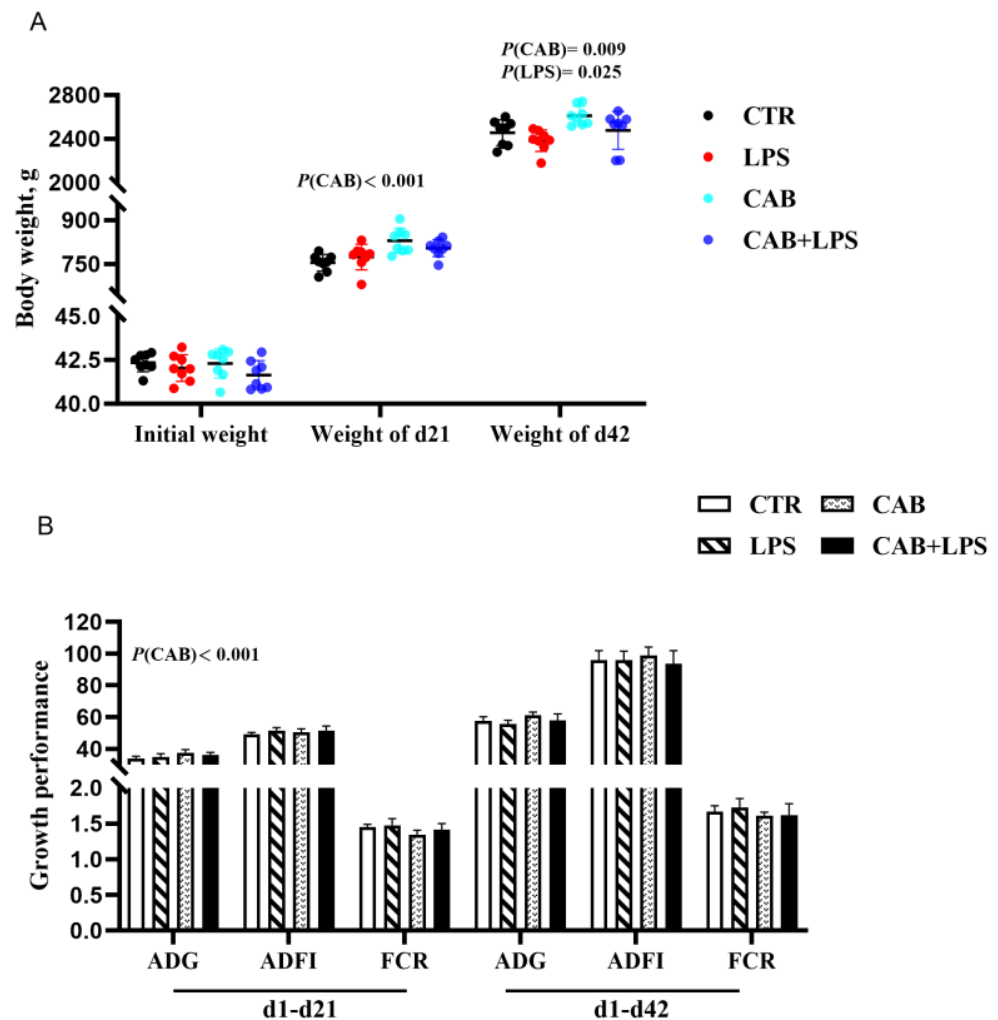 A
P(CAB)= 0.009
P(LPS)= 0.025
P(CAB)< 0.001
Body weight, g
2800
2400
2000
900
750
45.0
42.5
40.0
Initial weight
Weight of d21
Weight of d42
CTR
LPS
CAB
CAB+LPS
B
CTR
CAB
LPS
CAB+LPS
P(CAB)< 0.001
Growth performance
120
100
80
60
40
2.0
1.5
1.0
0.5
0.0
ADG
ADFI
FCR
ADG
ADFI
FCR
d1-d21
d1-d42